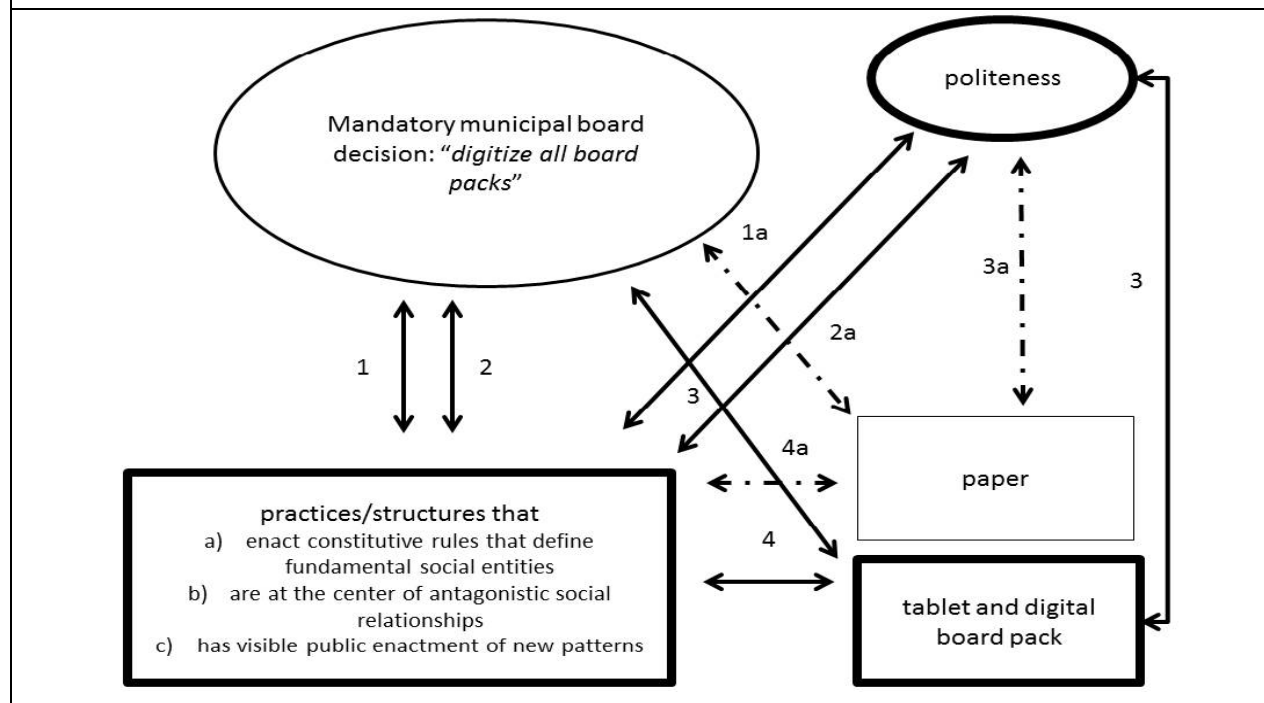 Mandatory municipal board
decision: “digitize all board
packs”
politeness
1a
3a
3
2a
1
2
3
4a
paper
4
practices/structures that
a) enact constitutive rules that define
fundamental social entities
b) are at the center of antagonistic social
relationships
c) has visible public enactment of new patterns
tablet and digital
board pack